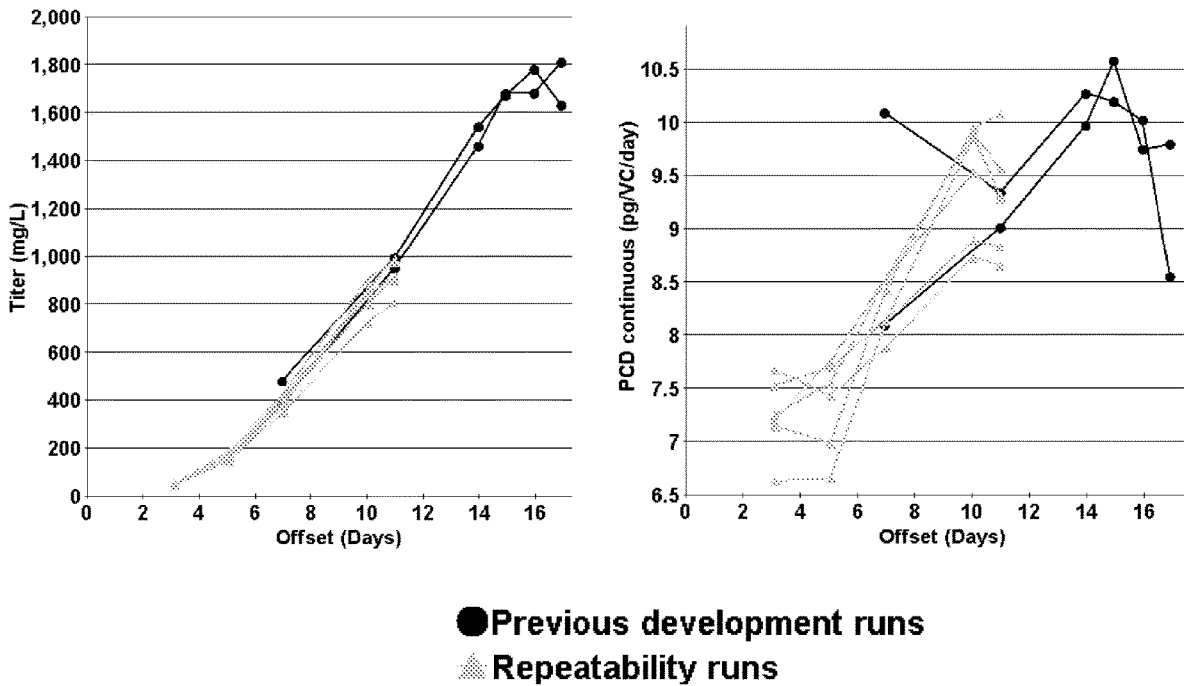 2,000
1,800
1,600
1,400
1,200
1,000
800
600
400
200
0
Titer (mg/L)
0 2 4 6 8 10 12 14 16
Offset (Days)
10.5
10
9.5
9
8.5
8
7.5
7
6.5
PCD continuous (pg/VC/day)
0 2 4 6 8 10 12 14 16
Offset (Days)
Previous development runs
Repeatability runs